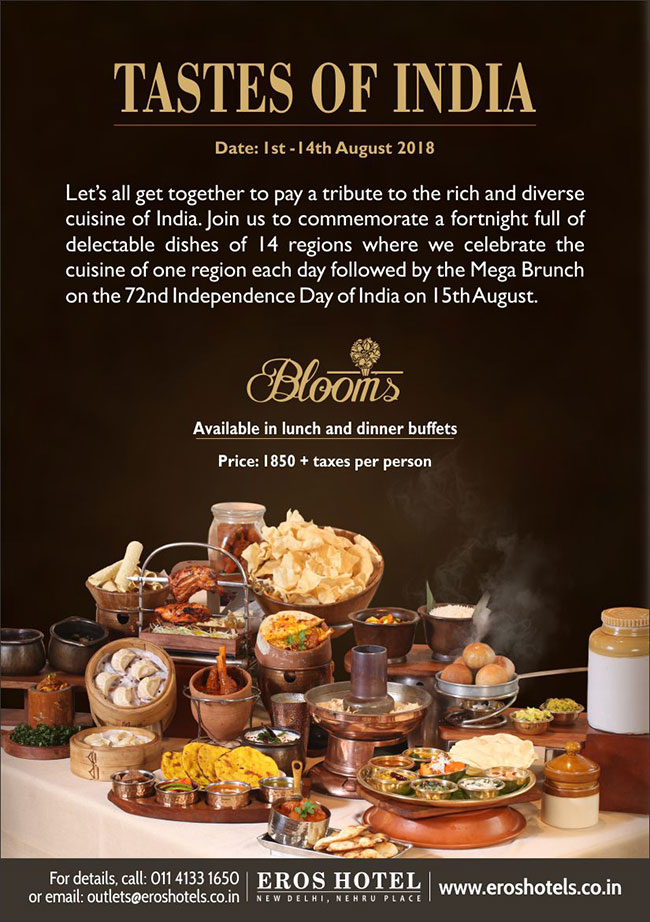 TASTES OF INDIA
Date: 1st -14th August 2018
Let's all get together to pay a tribute to the rich and diverse
cuisine of India. Join us to commemorate a fortnight full of
delectable dishes of 14 regions where we celebrate the
cuisine of one region each day followed by the Mega Brunch
on the 72nd Independence Day of India on 15th August.
Blooms
Available in lunch and dinner buffets
Price: 1850 + taxes per person
For details, call: 011 4133 1650
or email: outlets@eroshotels.co.in
EROS HOTEL
NEW DELHI, NEHRU PLACE
www.eroshotels.co.in